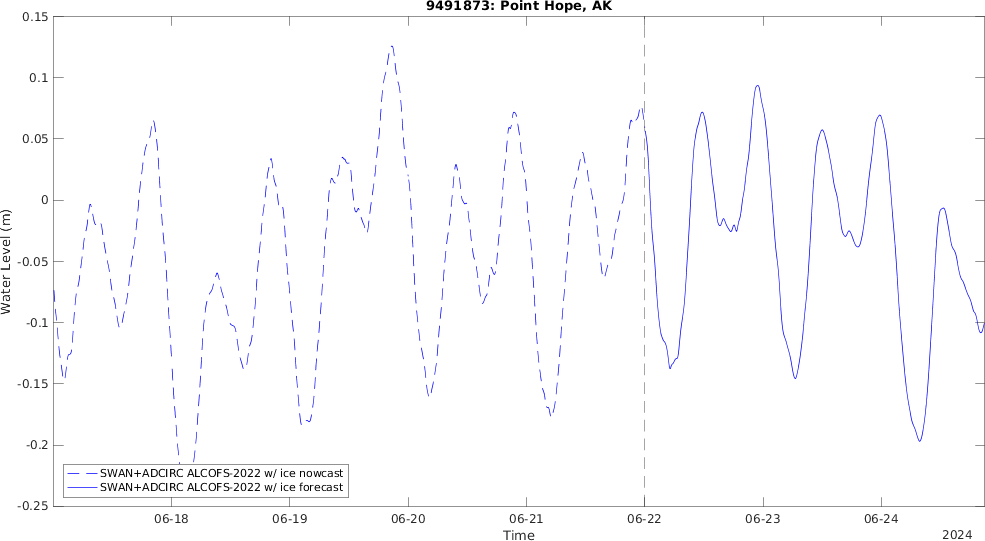 9491873: Point Hope, AK
0.15
0.1
0.05
0
-0.05
-0.1
-0.15
-0.2
-0.25
Water Level (m)
SWAN+ADCIRC ALCOFS-2022 w/ ice nowcast
SWAN+ADCIRC ALCOFS-2022 w/ ice forecast
06-18 06-19 06-20 06-21 06-22 06-23 06-24
Time
2024